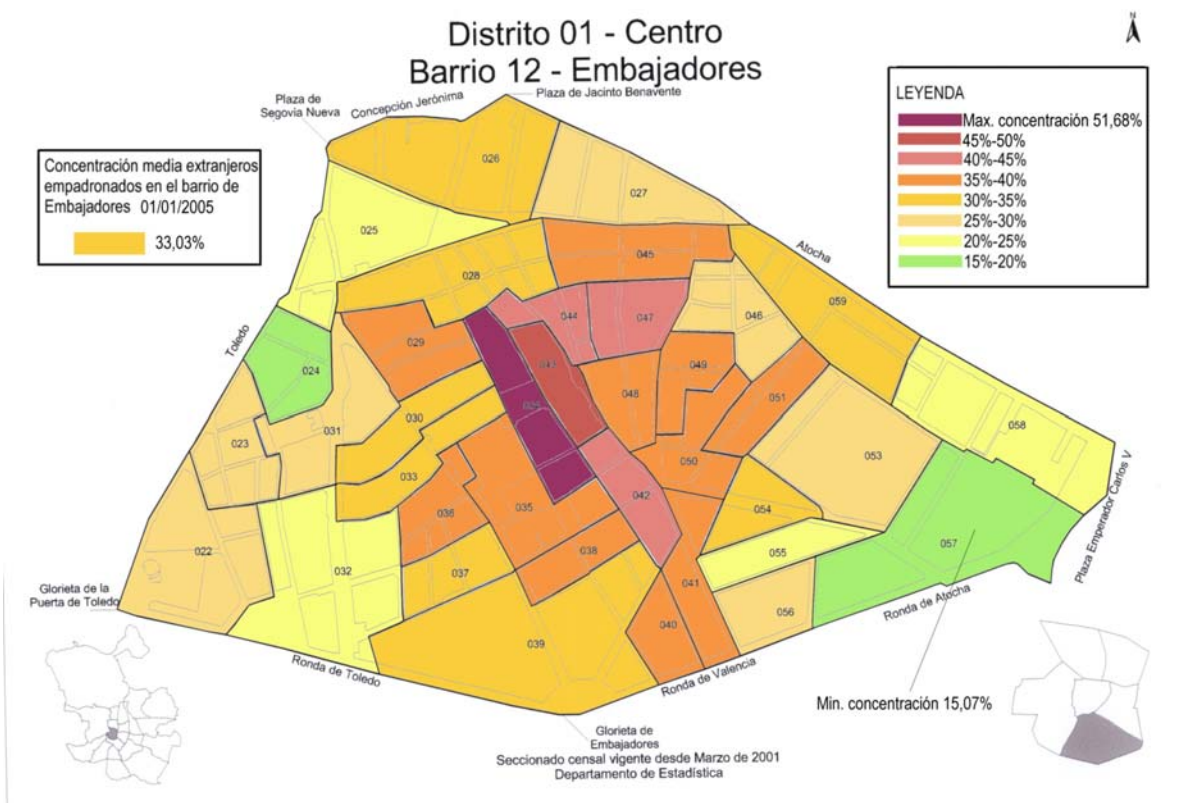 Distrito 01 - Centro
Barrio 12 - Embajadores
N
Plaza de
Segovia Nueva
Concepción Jerónima
Plaza de Jacinto Benavente
LEYENDA
Max. concentración 51,68%
45%-50%
40%-45%
35%-40%
30%-35%
25%-30%
20%-25%
15%-20%
Concentración media extranjeros
empadronados en el barrio de
Embajadores 01/01/2005
33,03%
026
027
025
Atocha
045
028
059
044
047
046
Toledo
029
043
049
024
048
051
030
031
023
058
053
033
050
Plaza Emperador Carlos V
042
035
036
054
022
038
055
057
032
037
041
Glorieta de la
Puerta de Toledo
056
Ronda de Atocha
040
039
Ronda de Toledo
Ronda de Valencia
Min. concentración 15,07%
Glorieta de
Embajadores
Seccionado censal vigente desde Marzo de 2001
Departamento de Estadística